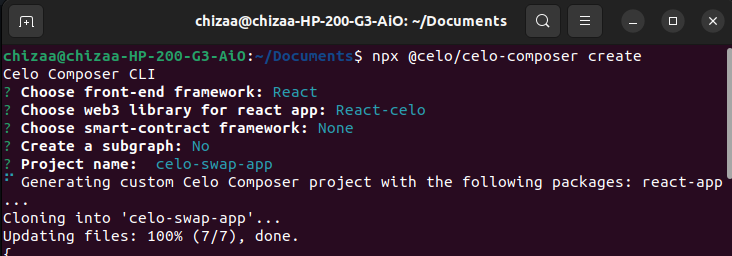 chizaa@chizaa-HP-200-G3-AiO: ~/Documents
chizaa@chizaa-HP-200-G3-AiO:~/Documents$ npx @celo/celo-composer create
Celo Composer CLI
? Choose front-end framework: React
? Choose web3 library for react app: React-celo
? Choose smart-contract framework: None
? Create a subgraph: No
? Project name:  celo-swap-app
⠋ Generating custom Celo Composer project with the following packages: react-app
...
Cloning into 'celo-swap-app'...
Updating files: 100% (7/7), done.
{